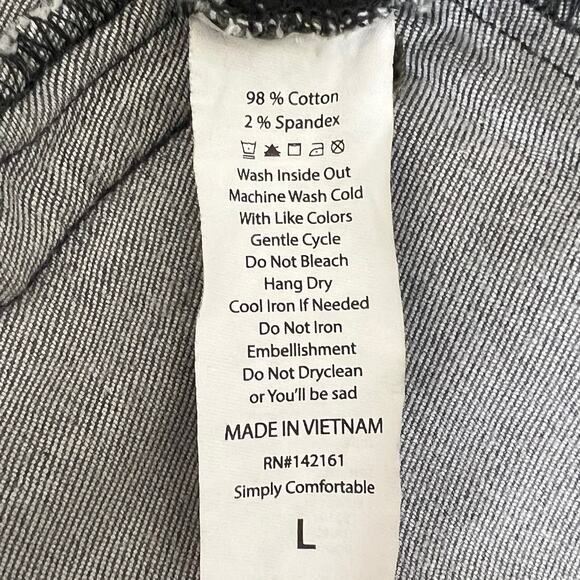 98 % Cotton
2 % Spandex
Wash Inside Out
Machine Wash Cold
With Like Colors
Gentle Cycle
Do Not Bleach
Hang Dry
Cool Iron If Needed
Do Not Iron
Embellishment
Do Not Dryclean
or You'll be sad
MADE IN VIETNAM
RN#142161
Simply Comfortable
L